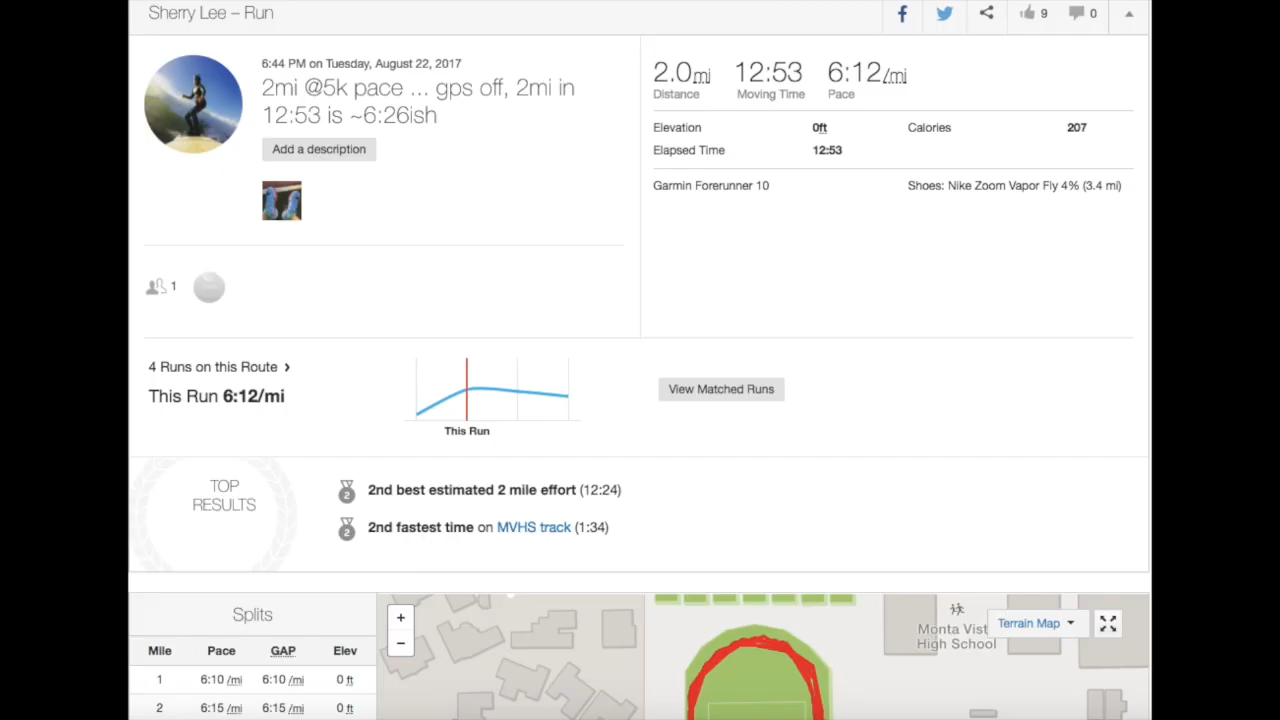 Sherry Lee – Run
9
0
6:44 PM on Tuesday, August 22, 2017
2mi @5k pace ... gps off, 2mi in
12:53 is ~6:26ish
Add a description
1
2.0mi 12:53 6:12/mi
Distance Moving Time Pace
Elevation 0ft Calories 207
Elapsed Time 12:53
Garmin Forerunner 10 Shoes: Nike Zoom Vapor Fly 4% (3.4 mi)
4 Runs on this Route
This Run 6:12/mi
This Run
View Matched Runs
TOP
RESULTS
2 2nd best estimated 2 mile effort (12:24)
2 2nd fastest time on MVHS track (1:34)
Splits
Mile Pace GAP Elev
1 6:10 /mi 6:10 /mi 0 ft
2 6:15 /mi 6:15 /mi 0 ft
+
−
Monta Vist
High School
Terrain Map